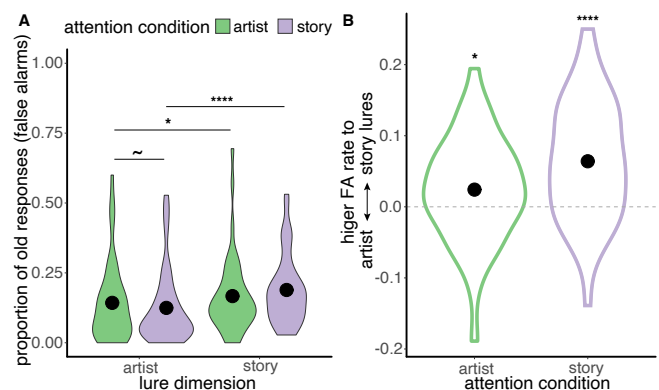 A
attention condition artist story
proportion of old responses (false alarms)
1.00
0.75
0.50
0.25
0.00
****
*
~
artist
story
lure dimension
B
higer FA rate to
artist ↔ story lures
0.2
0.1
0.0
-0.1
-0.2
*
****
artist
story
attention condition